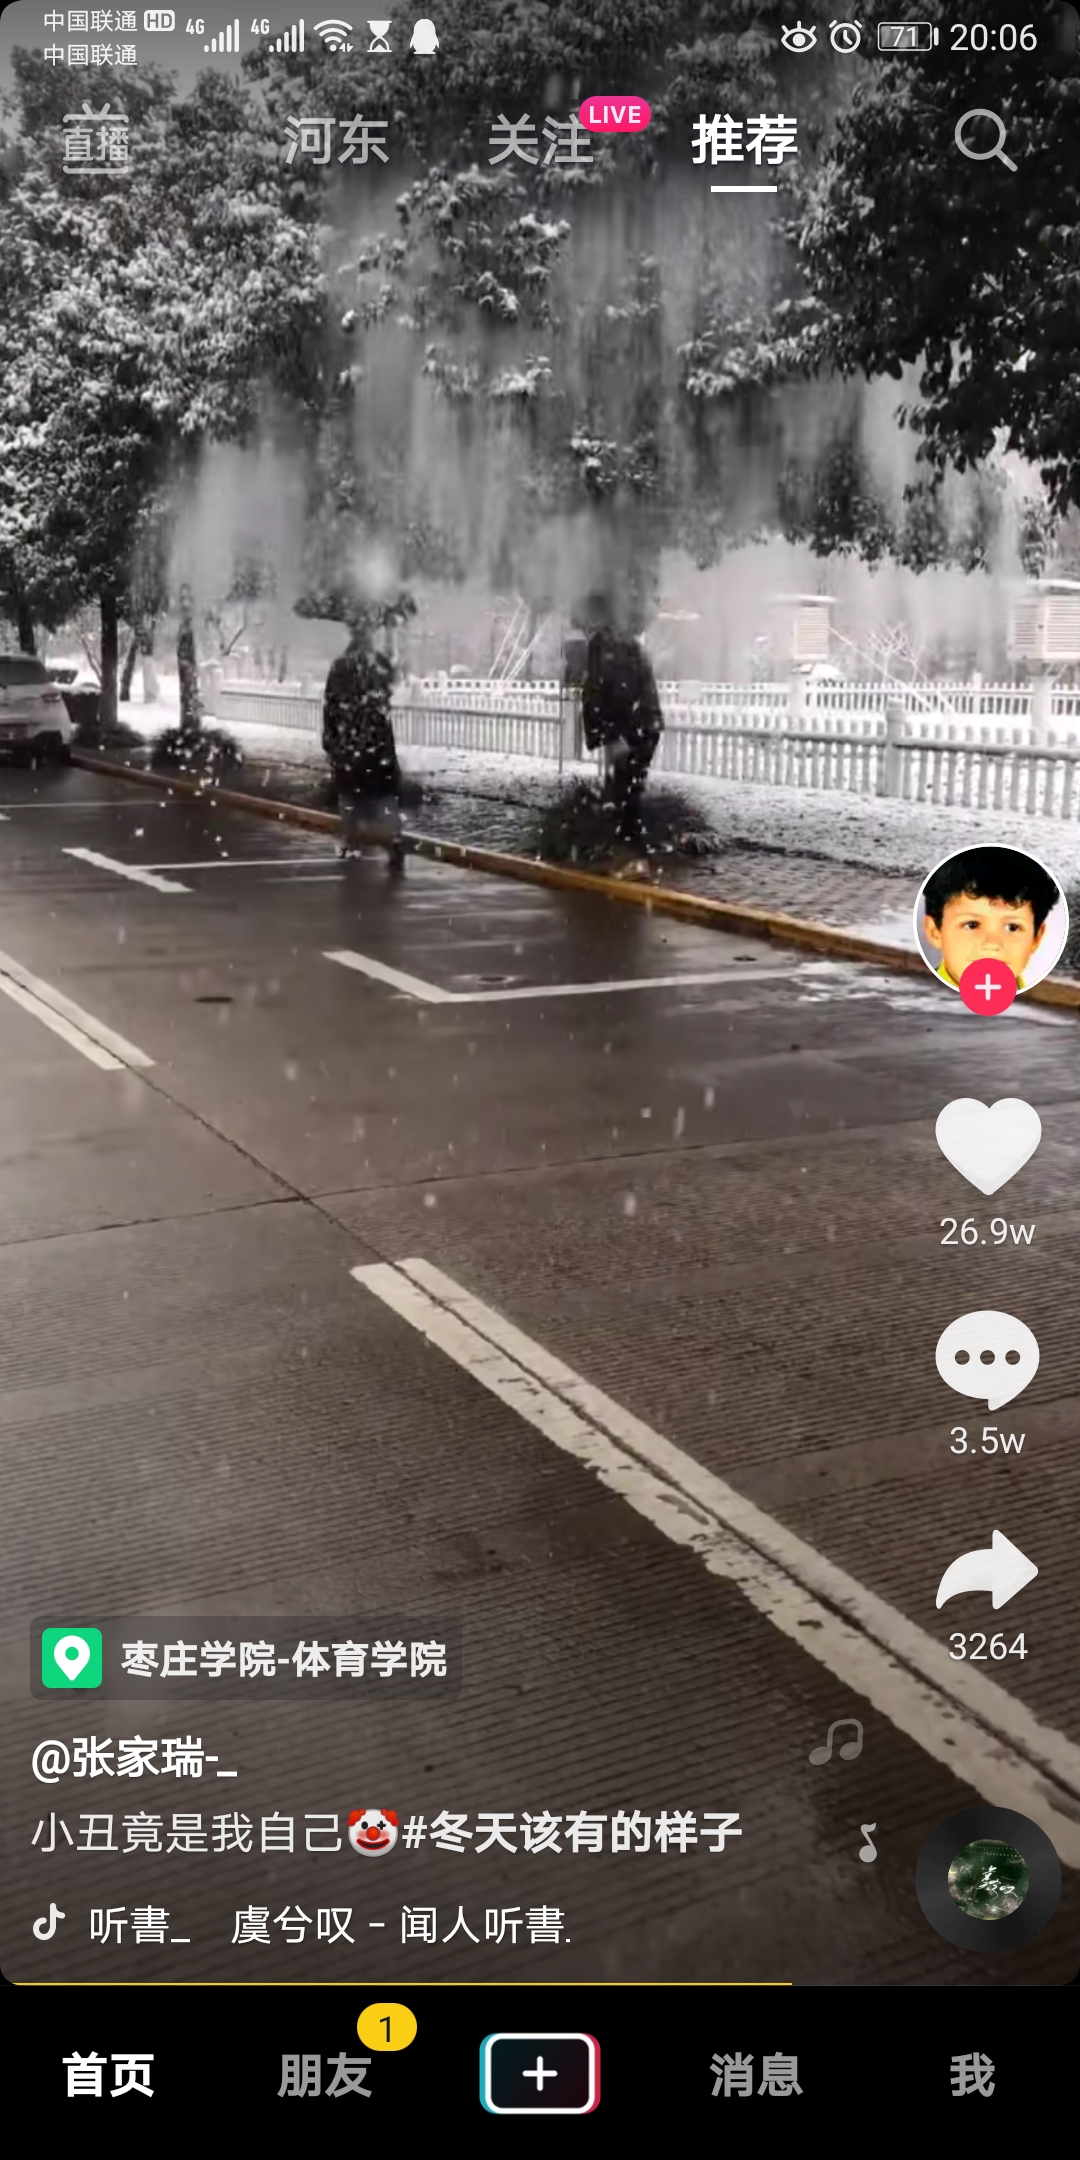 中国联通 HD 4G 4G 71 20:06
中国联通
直播 河东 关注 LIVE 推荐
26.9w
3.5w
3264
枣庄学院-体育学院
@张家瑞-_
小丑竟是我自己🤡#冬天该有的样子
听書_ 虞兮叹 - 闻人听書.
首页 朋友 1 消息 我